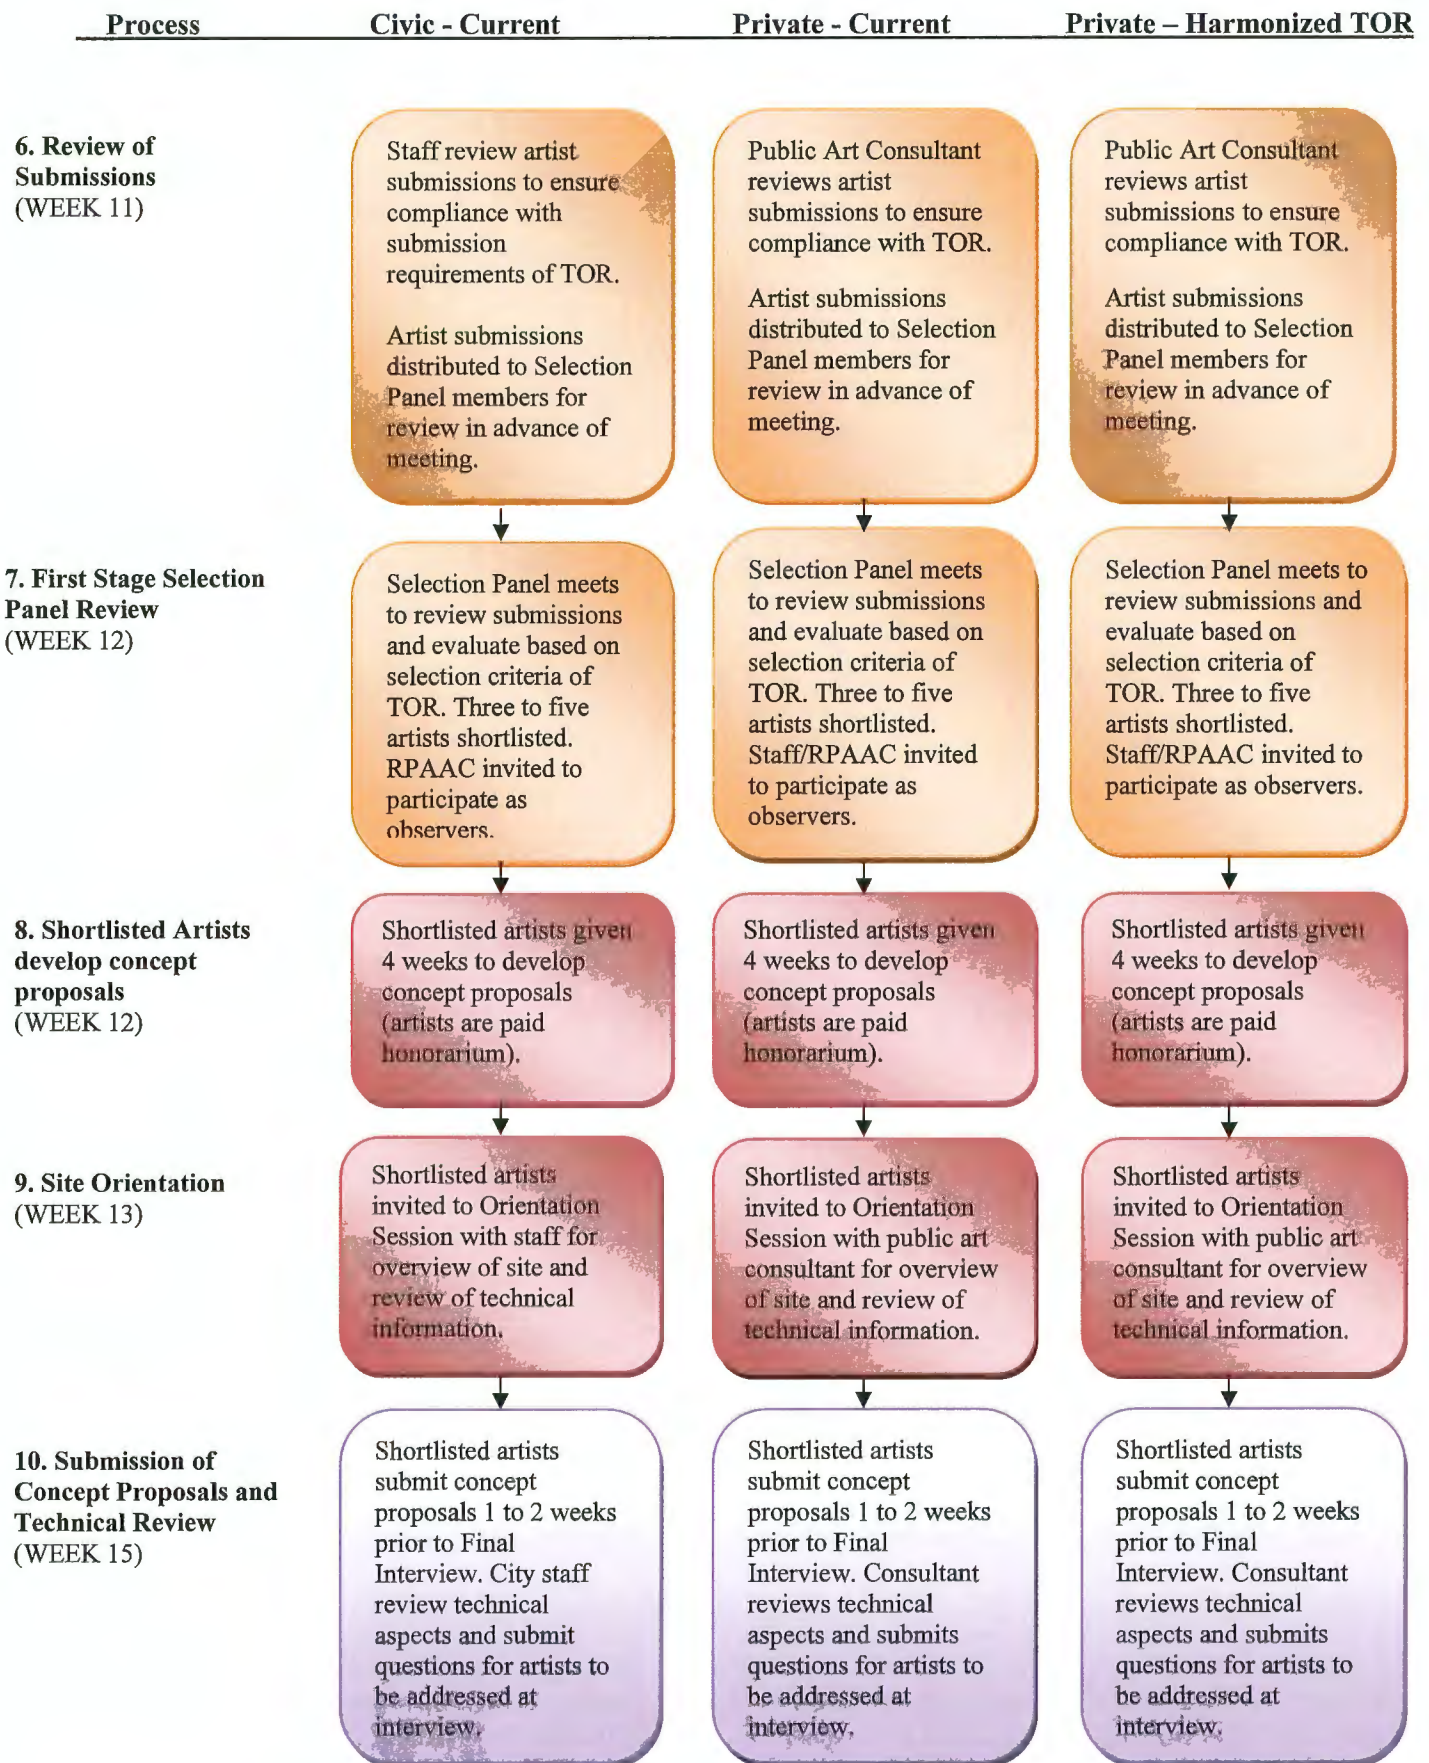 Process Civic - Current Private - Current Private – Harmonized TOR
6. Review of
Submissions
(WEEK 11)
Staff review artist
submissions to ensure
compliance with
submission
requirements of TOR.
Artist submissions
distributed to Selection
Panel members for
review in advance of
meeting.
Public Art Consultant
reviews artist
submissions to ensure
compliance with TOR.
Artist submissions
distributed to Selection
Panel members for
review in advance of
meeting.
Public Art Consultant
reviews artist
submissions to ensure
compliance with TOR.
Artist submissions
distributed to Selection
Panel members for
review in advance of
meeting.
7. First Stage Selection
Panel Review
(WEEK 12)
Selection Panel meets
to review submissions
and evaluate based on
selection criteria of
TOR. Three to five
artists shortlisted.
RPAAC invited to
participate as
observers.
Selection Panel meets
to review submissions
and evaluate based on
selection criteria of
TOR. Three to five
artists shortlisted.
Staff/RPAAC invited
to participate as
observers.
Selection Panel meets to
review submissions and
evaluate based on
selection criteria of
TOR. Three to five
artists shortlisted.
Staff/RPAAC invited to
participate as observers.
8. Shortlisted Artists
develop concept
proposals
(WEEK 12)
Shortlisted artists given
4 weeks to develop
concept proposals
(artists are paid
honorarium).
Shortlisted artists given
4 weeks to develop
concept proposals
(artists are paid
honorarium).
Shortlisted artists given
4 weeks to develop
concept proposals
(artists are paid
honorarium).
9. Site Orientation
(WEEK 13)
Shortlisted artists
invited to Orientation
Session with staff for
overview of site and
review of technical
information.
Shortlisted artists
invited to Orientation
Session with public art
consultant for overview
of site and review of
technical information.
Shortlisted artists
invited to Orientation
Session with public art
consultant for overview
of site and review of
technical information.
10. Submission of
Concept Proposals and
Technical Review
(WEEK 15)
Shortlisted artists
submit concept
proposals 1 to 2 weeks
prior to Final
Interview. City staff
review technical
aspects and submit
questions for artists to
be addressed at
interview.
Shortlisted artists
submit concept
proposals 1 to 2 weeks
prior to Final
Interview. Consultant
reviews technical
aspects and submits
questions for artists to
be addressed at
interview.
Shortlisted artists
submit concept
proposals 1 to 2 weeks
prior to Final
Interview. Consultant
reviews technical
aspects and submits
questions for artists to
be addressed at
interview.